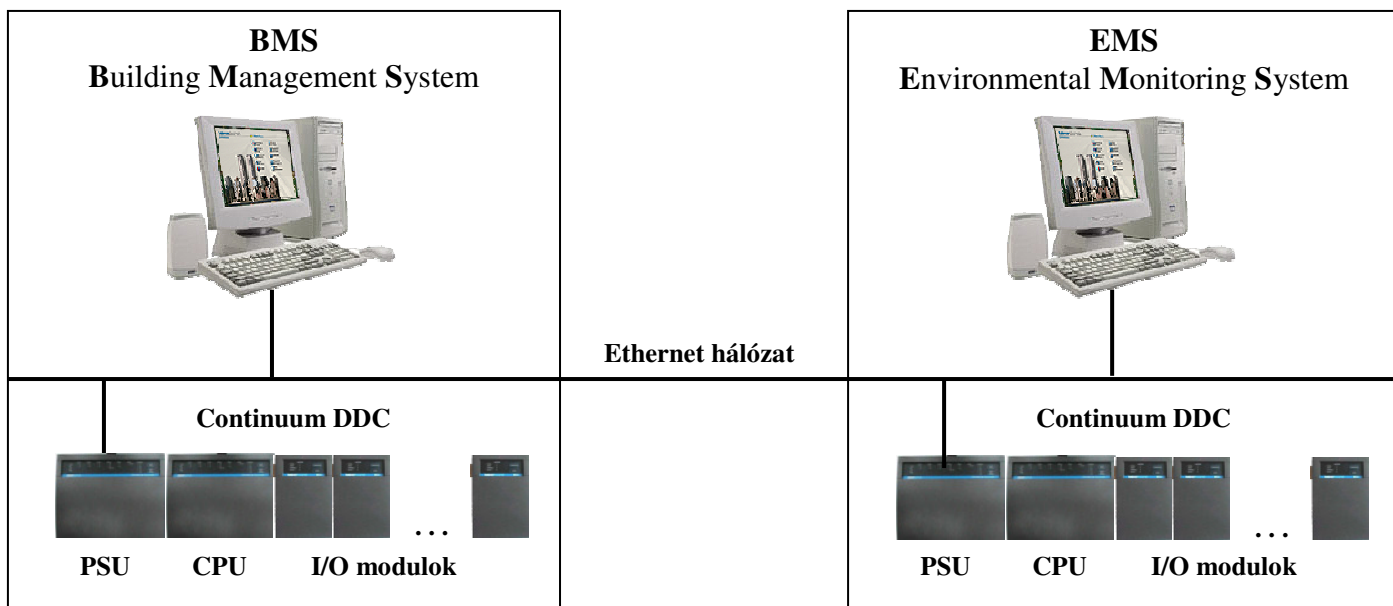 BMS
Building Management System
EMS
Environmental Monitoring System
Ethernet hálózat
Continuum DDC
. . .
PSU CPU I/O modulok
Continuum DDC
. . .
PSU CPU I/O modulok